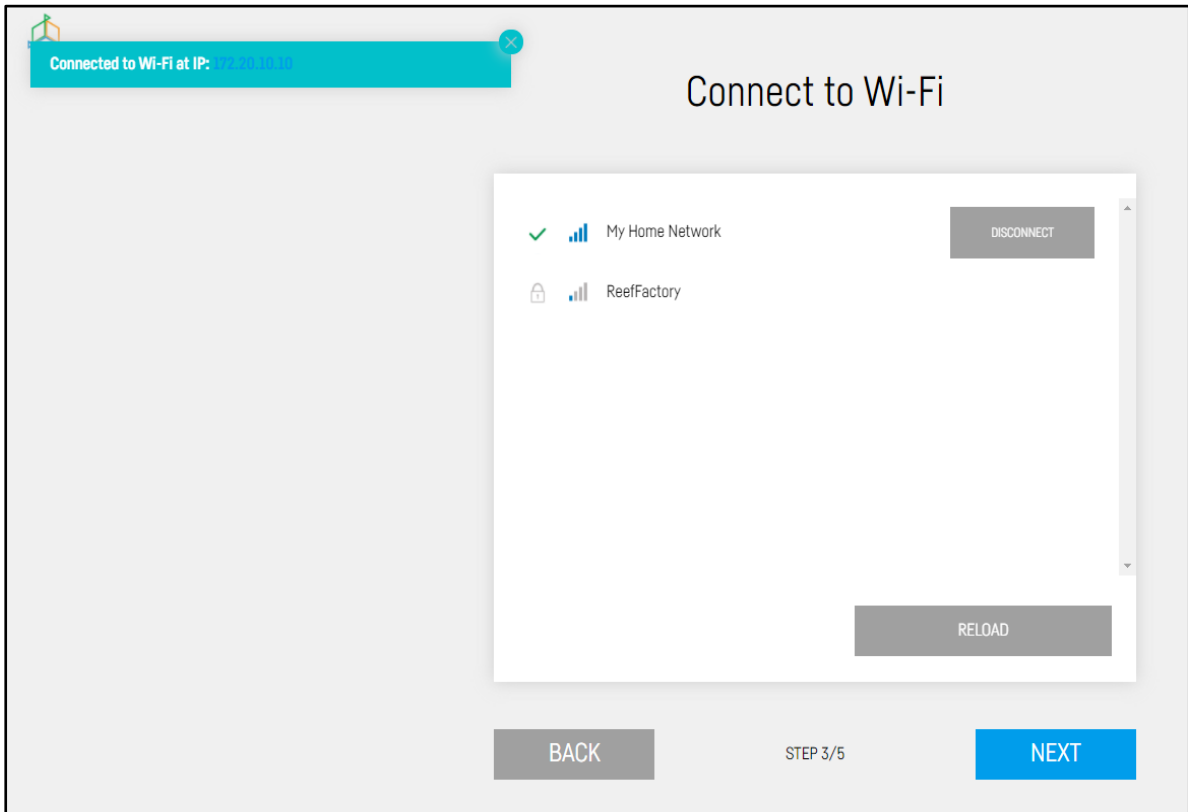 Connected to Wi-Fi at IP: 172.20.10.10
Connect to Wi-Fi
My Home Network
DISCONNECT
ReefFactory
RELOAD
BACK
STEP 3/5
NEXT